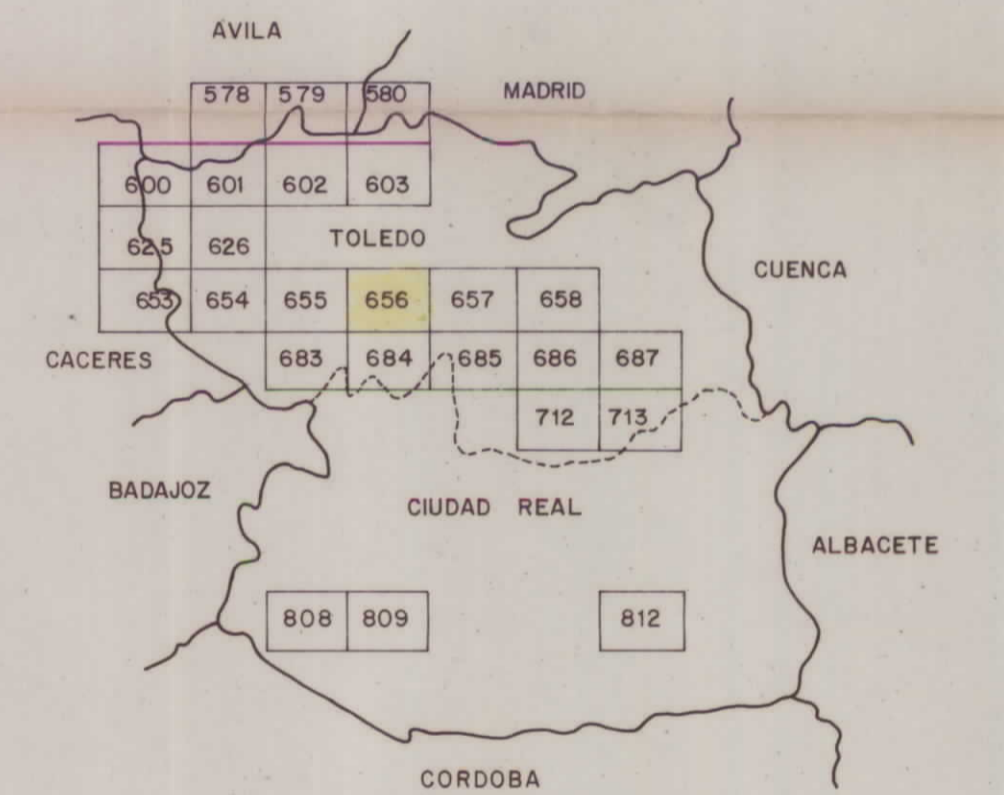 AVILA
578 579 580 MADRID
600 601 602 603
625 626 TOLEDO
CUENCA
653 654 655 656 657 658
CACERES 683 684 685 686 687
712 713
BADAJOZ
CIUDAD REAL
ALBACETE
808 809 812
CORDOBA